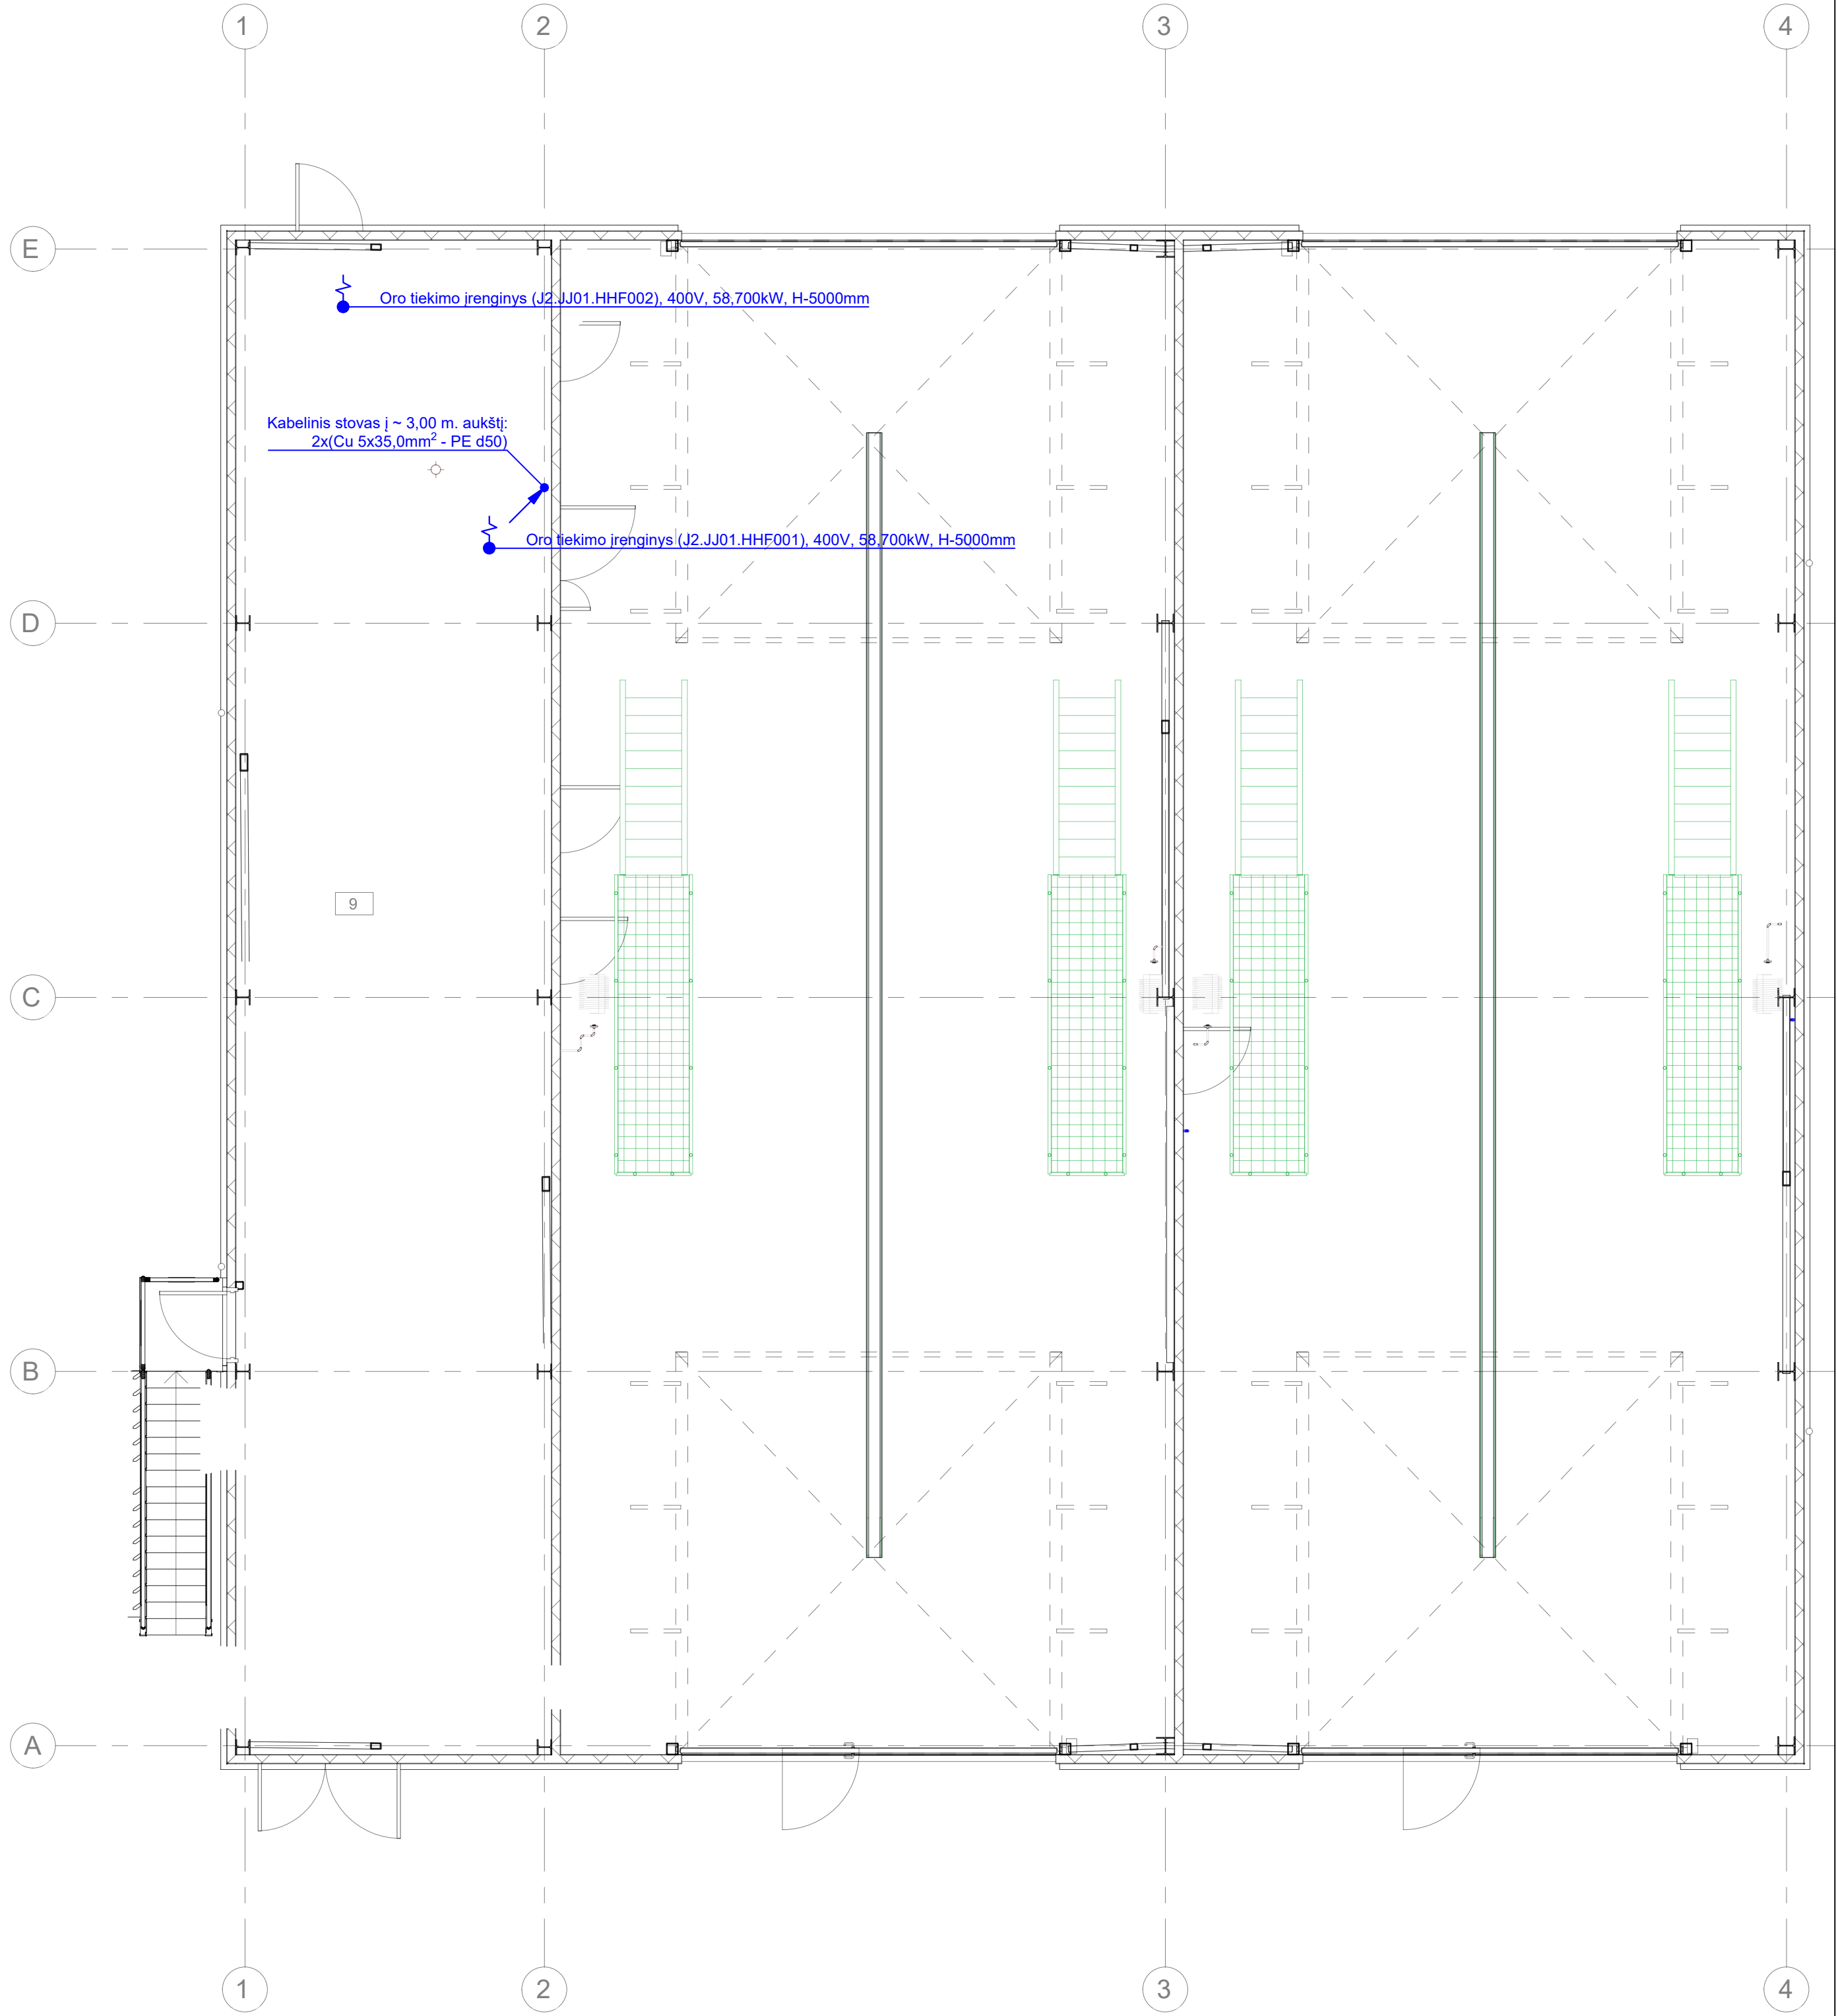 1 2 3 4
E
Oro tiekimo įrenginys (J2.JJ01.HHF002), 400V, 58,700kW, H-5000mm
Kabelinis stovas į ~ 3,00 m. aukštį:
2x(Cu 5x35,0mm² - PE d50)
Oro tiekimo įrenginys (J2.JJ01.HHF001), 400V, 58,700kW, H-5000mm
D
9
C
B
A
1 2 3 4